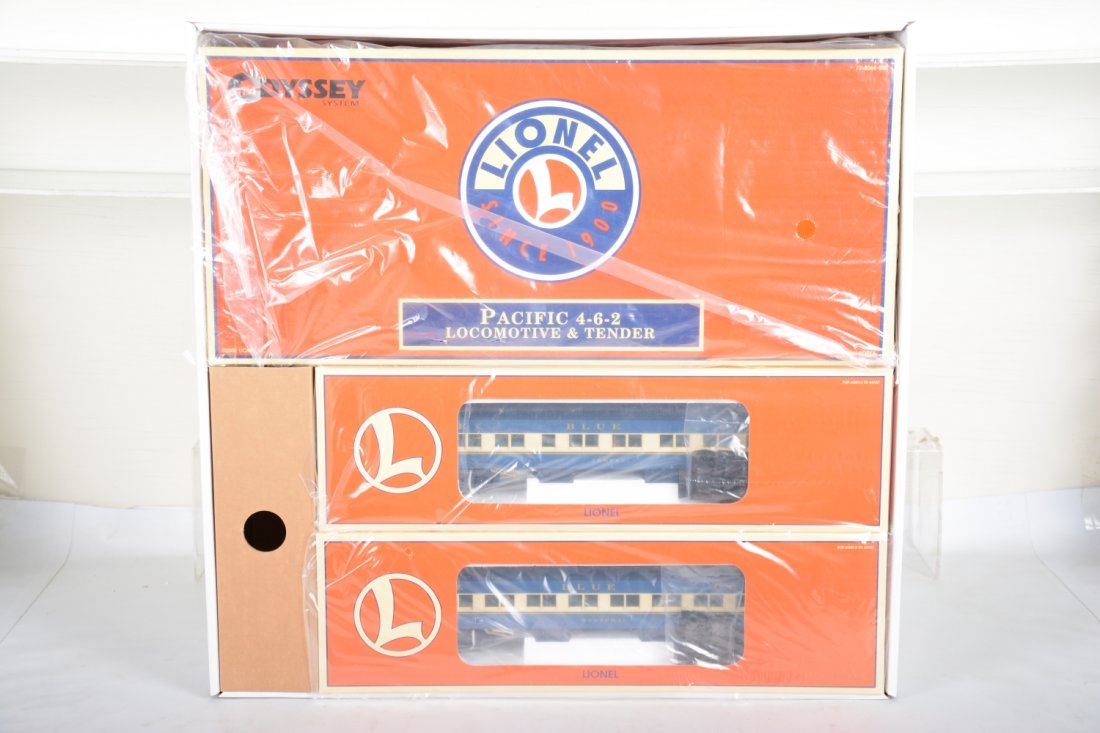 ODYSSEY
SYSTEM
LIONEL
SINCE 1900
L
PACIFIC 4-6-2
LOCOMOTIVE & TENDER
L
BLUE
LIONEL
L
BLUE
LIONEL